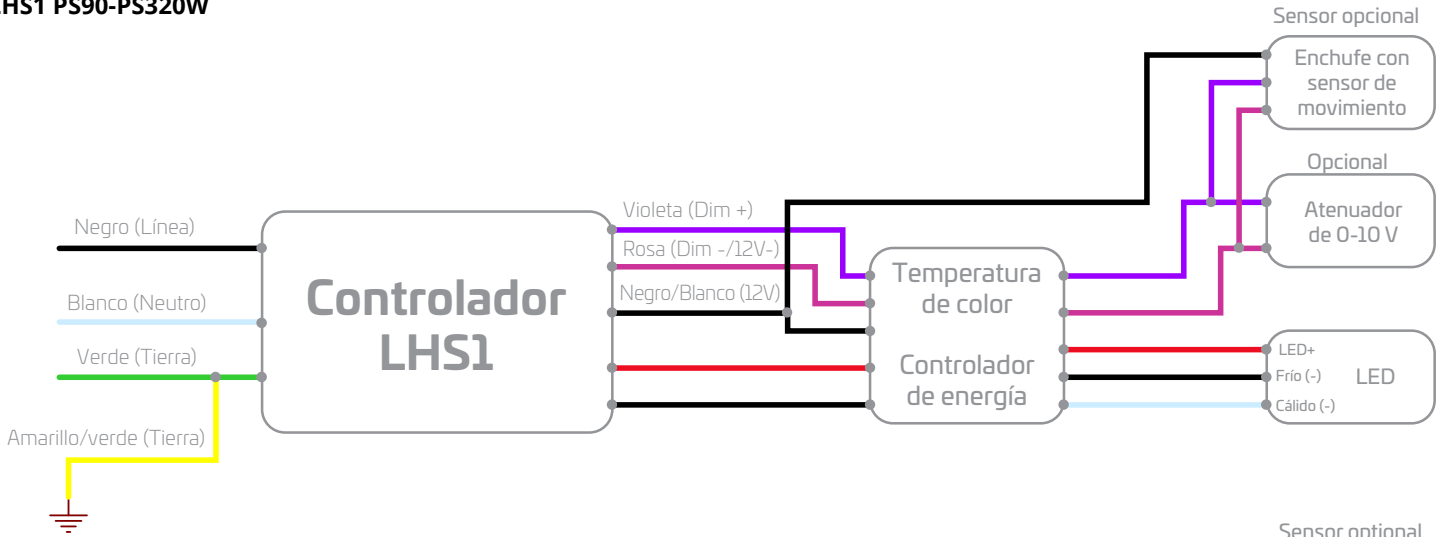 HS1 PS90-PS320W
Sensor opcional
Enchufe con
sensor de
movimiento
Opcional
Atenuador
de 0-10 V
Negro (Línea)
Blanco (Neutro)
Verde (Tierra)
Amarillo/verde (Tierra)
Controlador
LHS1
Violeta (Dim +)
Rosa (Dim -/12V-)
Negro/Blanco (12V)
Temperatura
de color
Controlador
de energía
LED+
Frío (-)
Cálido (-)
LED
Sensor optional